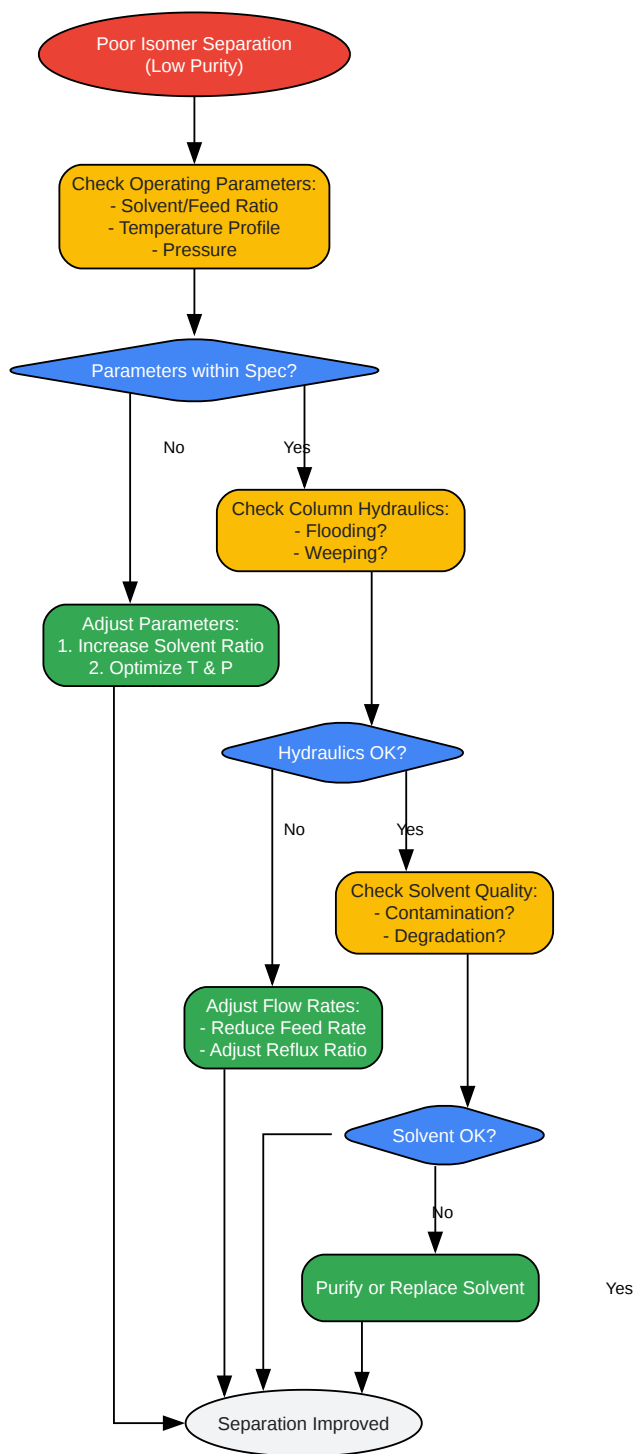 Poor Isomer Separation
(Low Purity)
Check Operating Parameters:
- Solvent/Feed Ratio
- Temperature Profile
- Pressure
Parameters within Spec?
No
Yes
Check Column Hydraulics:
- Flooding?
- Weeping?
Adjust Parameters:
1. Increase Solvent Ratio
2. Optimize T & P
Hydraulics OK?
No
Yes
Check Solvent Quality:
- Contamination?
- Degradation?
Adjust Flow Rates:
- Reduce Feed Rate
- Adjust Reflux Ratio
Solvent OK?
No
Purify or Replace Solvent
Yes
Separation Improved